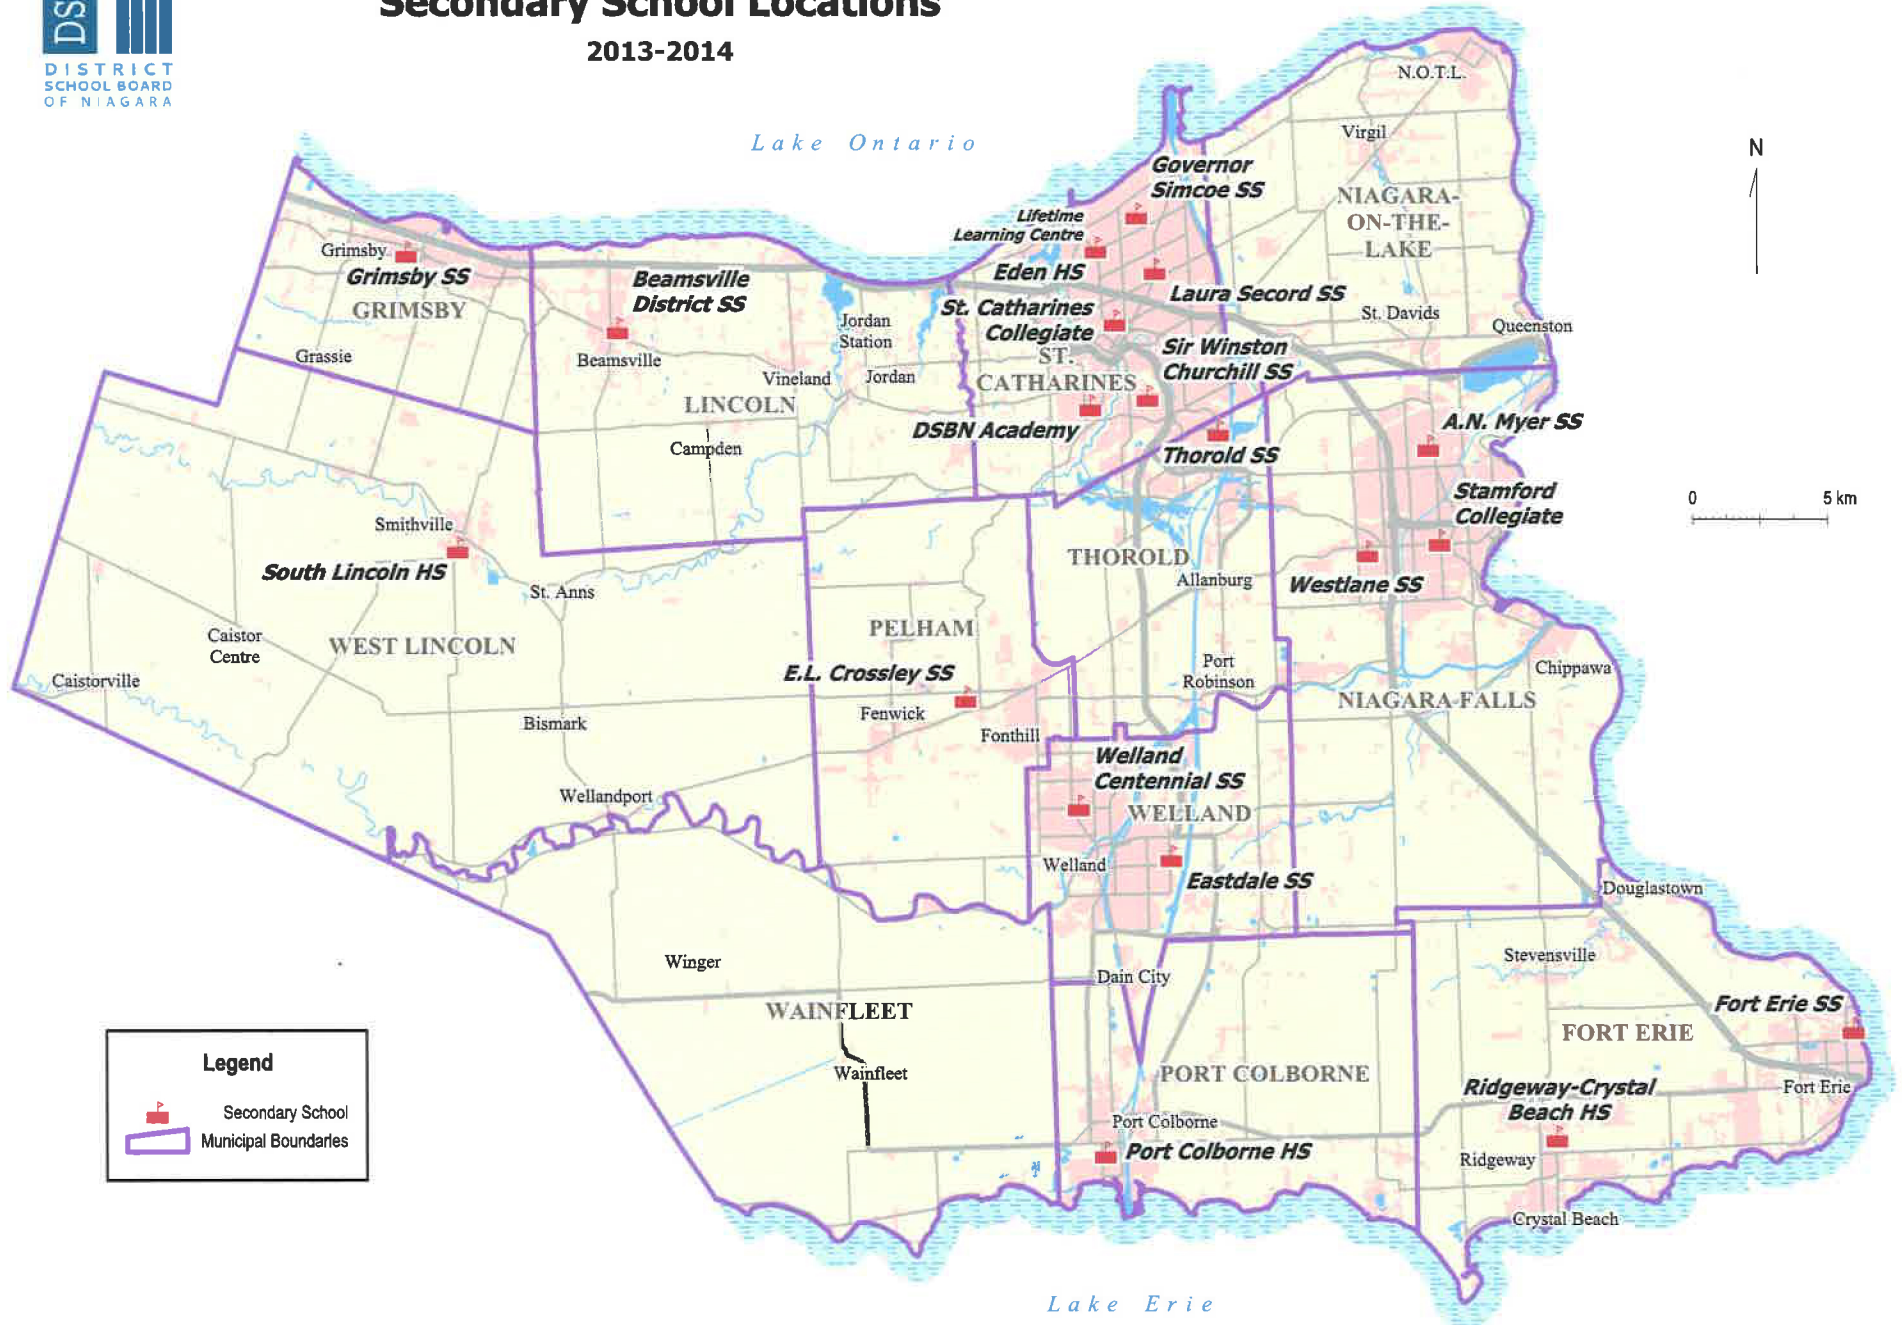 Secondary School Locations
2013-2014
DS
DISTRICT
SCHOOL BOARD
OF NIAGARA
Lake Ontario
N
N.O.T.L.
Virgil
Governor
Simcoe SS
NIAGARA-
ON-THE-
LAKE
Lifetime
Learning Centre
Grimsby
Grimsby SS
GRIMSBY
Beamsville
District SS
Eden HS
Laura Secord SS
St. Catharines
Collegiate
St. Davids
Queenston
Jordan
Station
Grassie
Beamsville
Vineland
Jordan
ST.
CATHARINES
Sir Winston
Churchill SS
LINCOLN
Campden
DSBN Academy
Thorold SS
A.N. Myer SS
Stamford
Collegiate
0
5 km
Smithville
South Lincoln HS
St. Anns
THOROLD
Allanburg
Westlane SS
Caistor
Centre
WEST LINCOLN
PELHAM
Caistorville
E.L. Crossley SS
Port
Robinson
Chippawa
NIAGARA FALLS
Bismark
Fenwick
Fonthill
Welland
Centennial SS
Wellandport
WELLAND
Welland
Eastdale SS
Douglastown
Winger
Dain City
Stevensville
WAINFLEET
Fort Erie SS
FORT ERIE
Wainfleet
PORT COLBORNE
Ridgeway-Crystal
Beach HS
Fort Erie
Port Colborne
Port Colborne HS
Ridgeway
Crystal Beach
Legend
Secondary School
Municipal Boundaries
Lake Erie